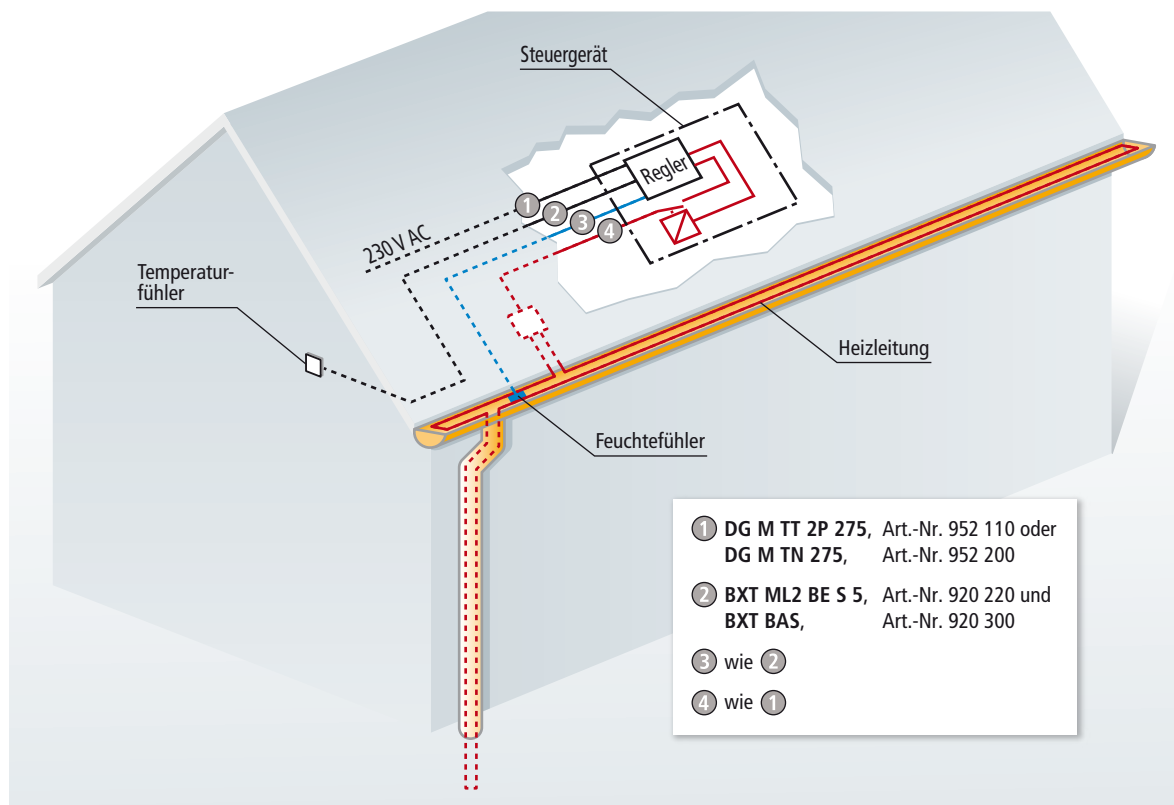 Steuergerät
Regler
1
2
3
4
230 V AC
Temperatur-
fühler
Heizleitung
Feuchtefühler
1 DG M TT 2P 275, Art.-Nr. 952 110 oder
DG M TN 275, Art.-Nr. 952 200
2 BXT ML2 BE S 5, Art.-Nr. 920 220 und
BXT BAS, Art.-Nr. 920 300
3 wie 2
4 wie 1